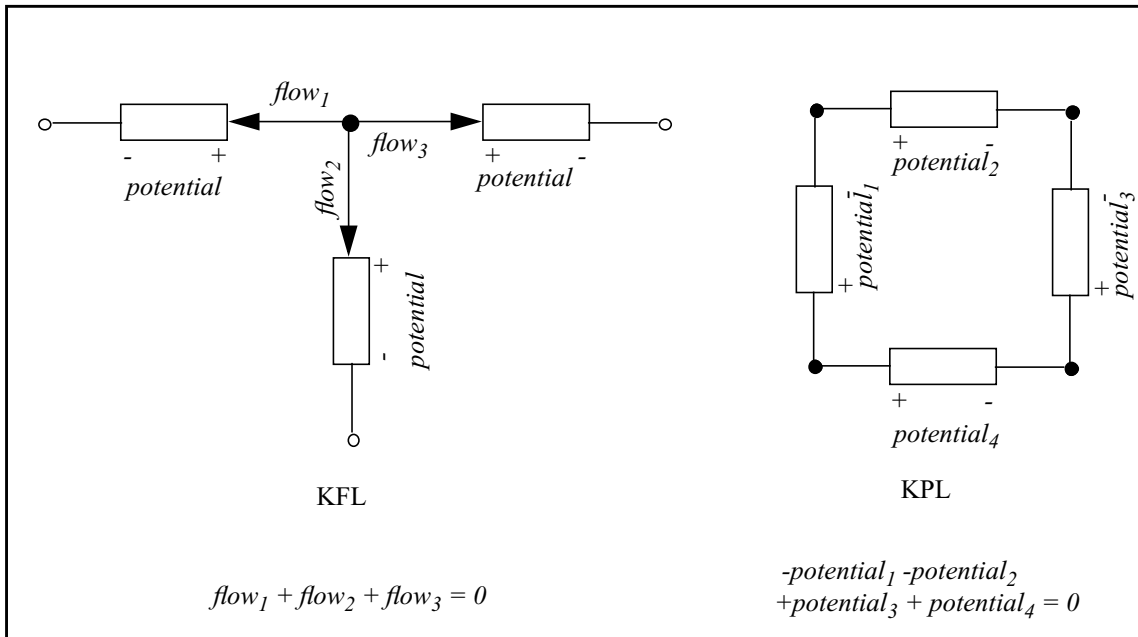 flow1
flow3
- +
potential
+ -
potential
flow2
+
-
potential
KFL
flow1 + flow2 + flow3 = 0
+ -
potential2
-
+
potential1
-
+
potential3
+ -
potential4
KPL
-potential1 -potential2
+potential3 + potential4 = 0